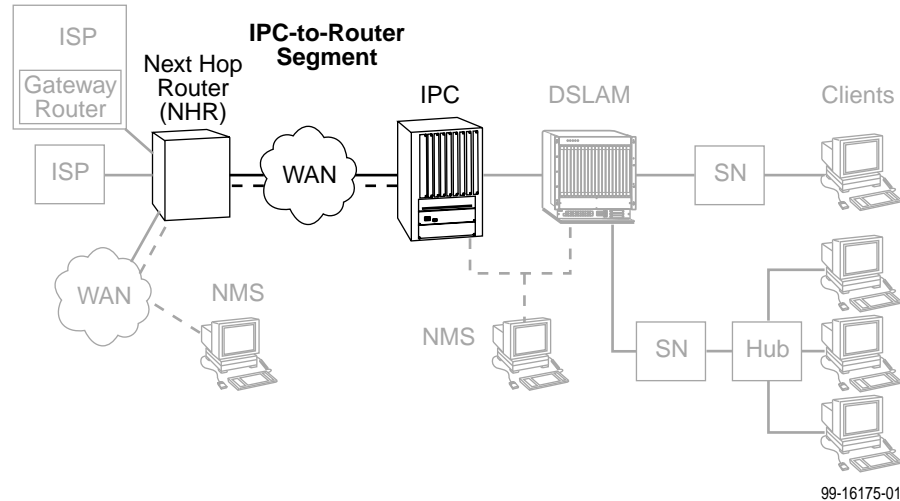 ISP
Gateway
Router
IPC-to-Router
Segment
Next Hop
Router
(NHR)
IPC
DSLAM
Clients
ISP
WAN
SN
WAN
NMS
NMS
SN
Hub
99-16175-01